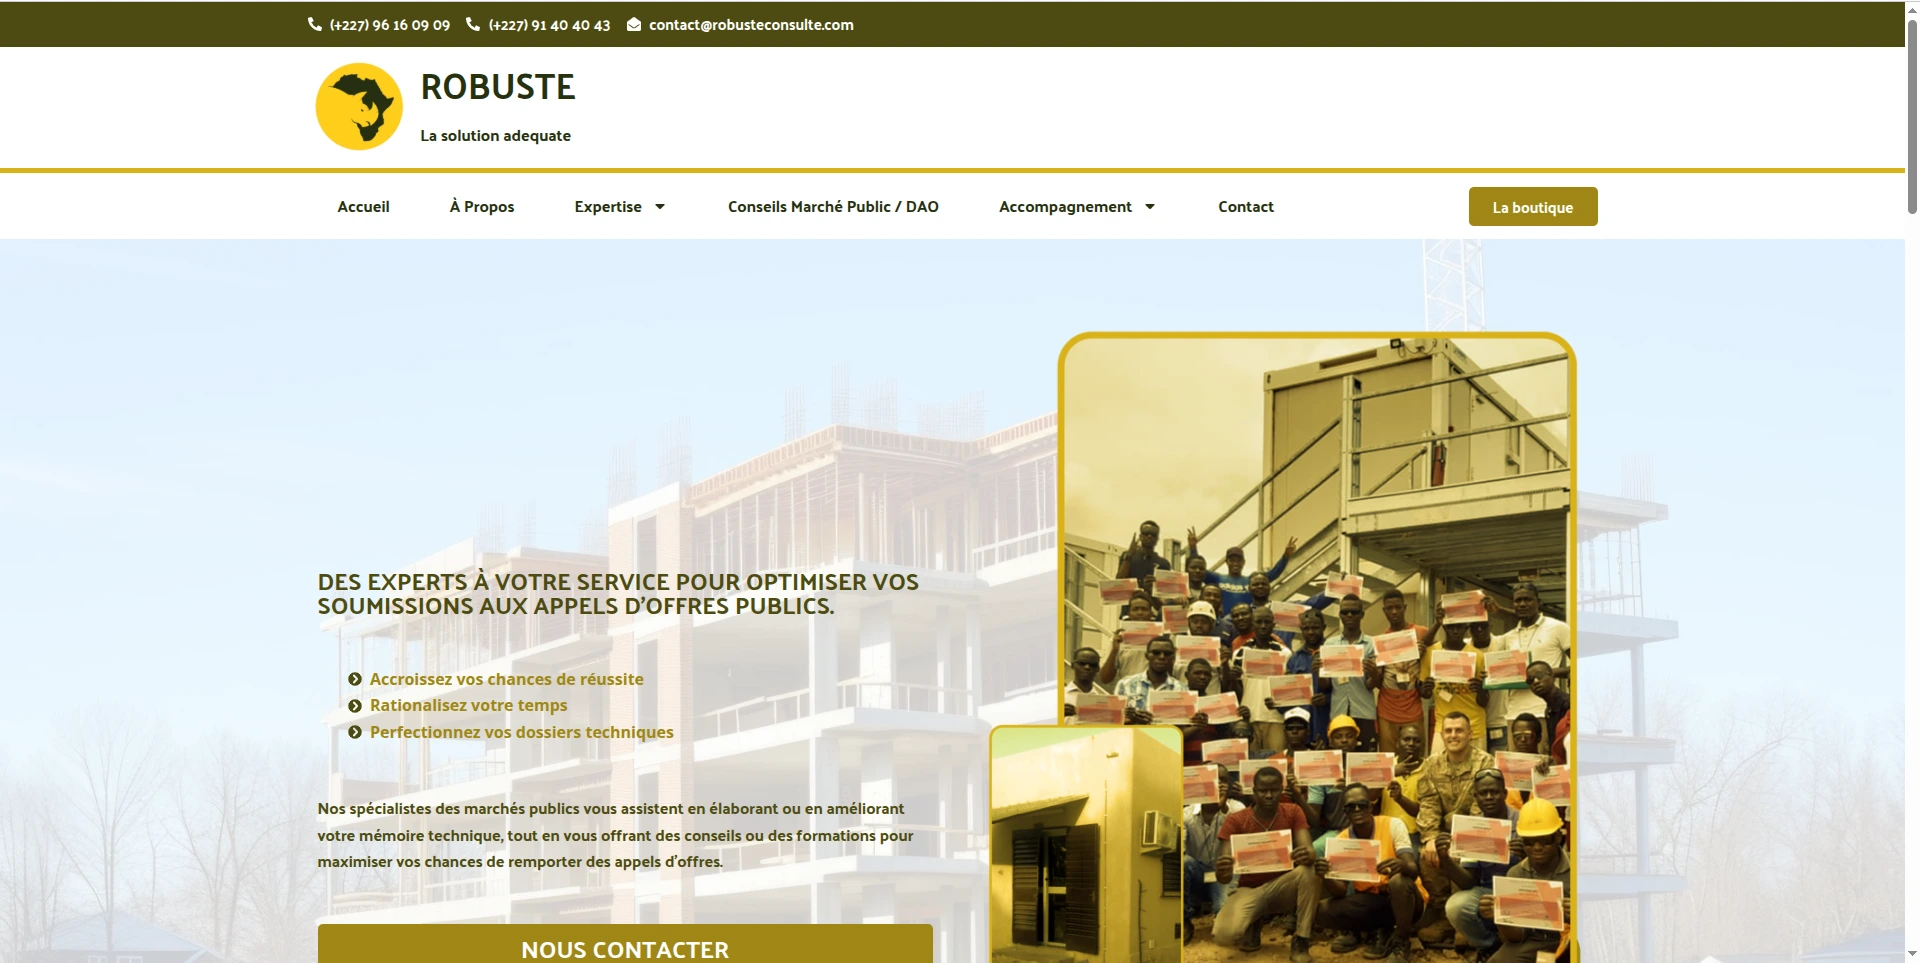 (+227) 96 16 09 09 (+227) 91 40 40 43 contact@robusteconsulte.com
ROBUSTE
La solution adequate
Accueil À Propos Expertise Conseils Marché Public / DAO Accompagnement Contact La boutique
DES EXPERTS À VOTRE SERVICE POUR OPTIMISER VOS
SOUMISSIONS AUX APPELS D’OFFRES PUBLICS.
Accroissez vos chances de réussite
Rationalisez votre temps
Perfectionnez vos dossiers techniques
Nos spécialistes des marchés publics vous assistent en élaborant ou en améliorant
votre mémoire technique, tout en vous offrant des conseils ou des formations pour
maximiser vos chances de remporter des appels d’offres.
NOUS CONTACTER